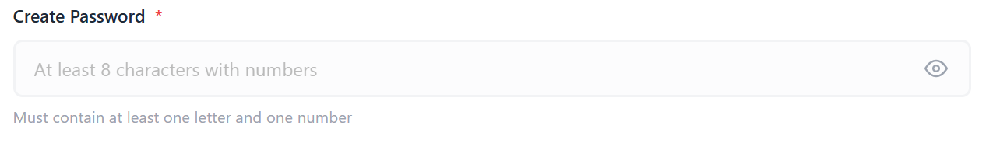 Create Password *
At least 8 characters with numbers
Must contain at least one letter and one number